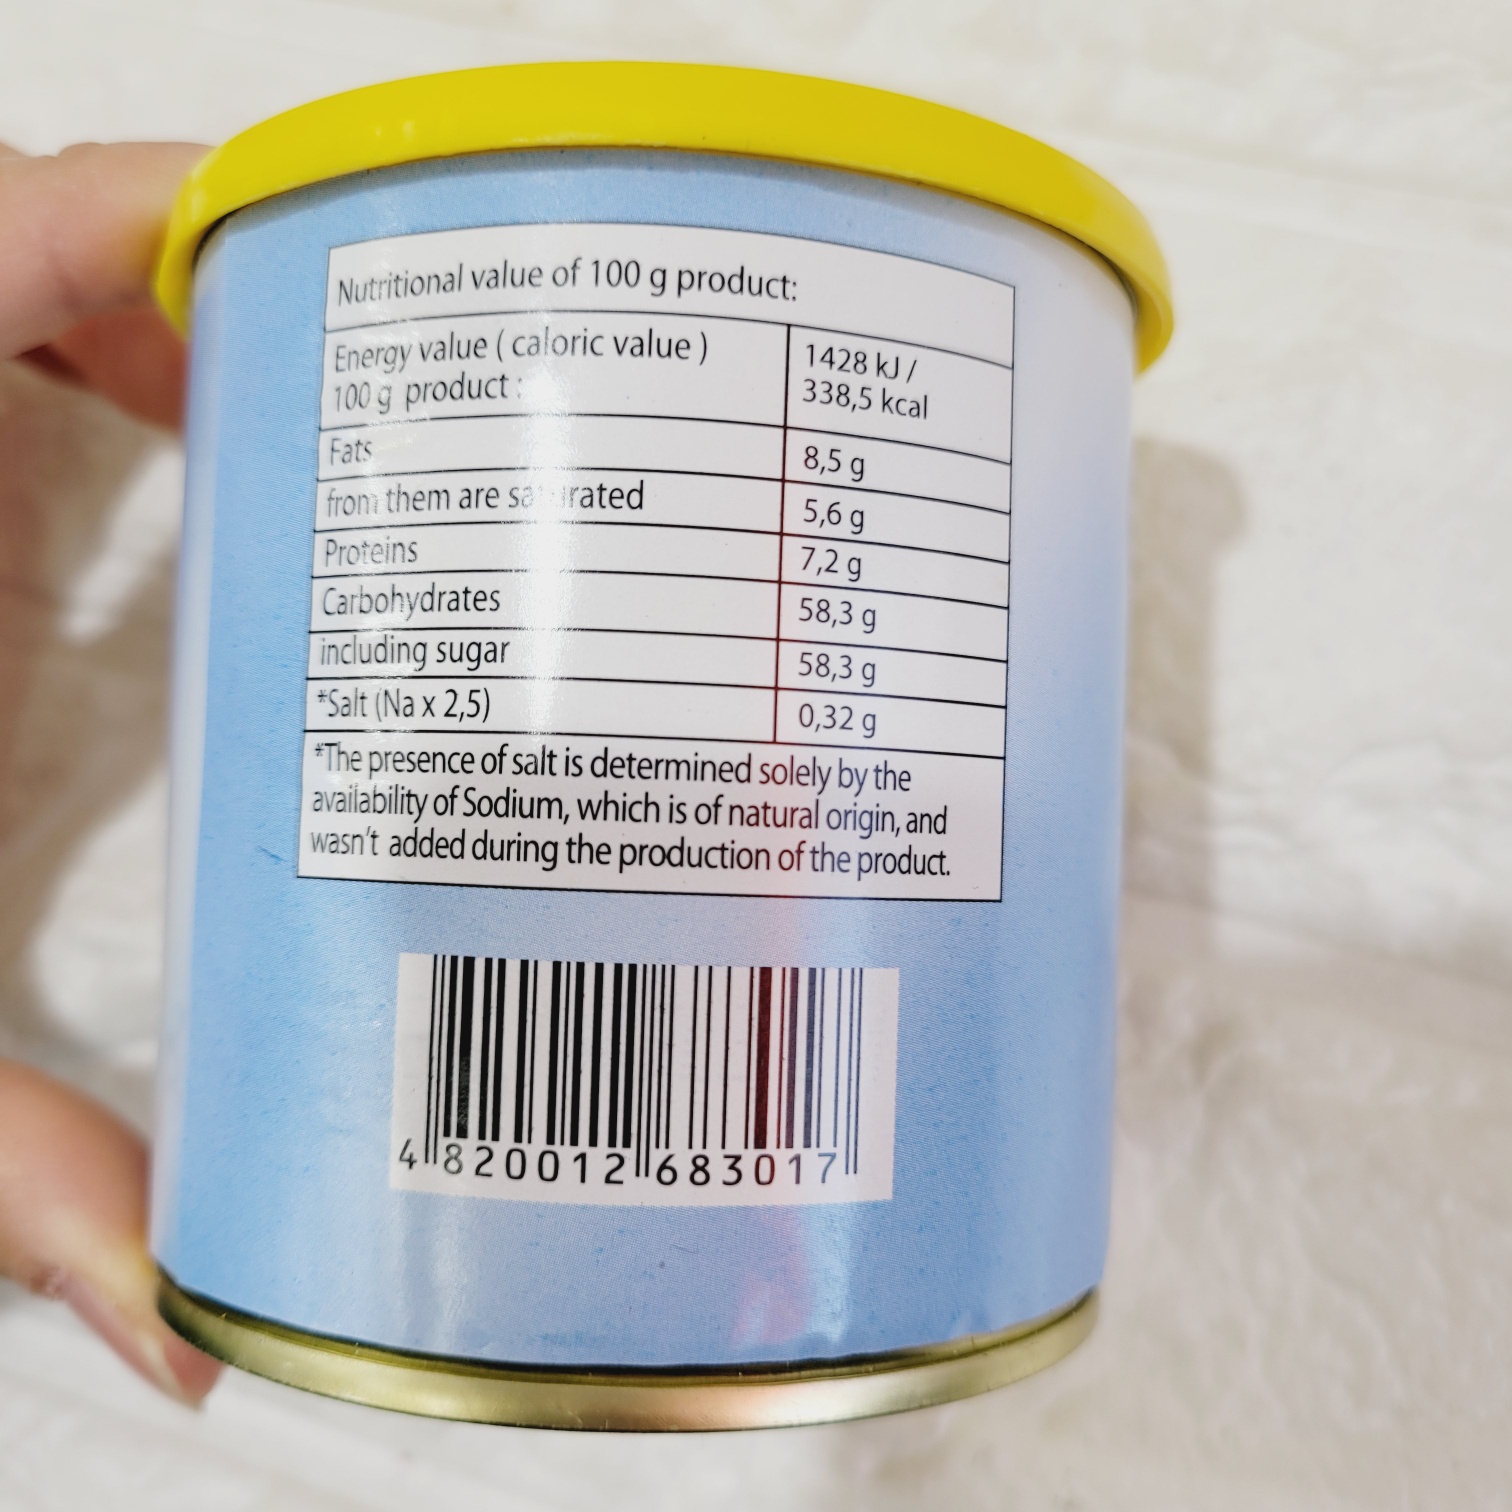 Nutritional value of 100 g product:
Energy value ( caloric value )
100 g product :
1428 kJ /
338,5 kcal
Fats
8,5 g
from them are saturated
5,6 g
Proteins
7,2 g
Carbohydrates
58,3 g
including sugar
58,3 g
*Salt (Na x 2,5)
0,32 g
*The presence of salt is determined solely by the
availability of Sodium, which is of natural origin, and
wasn't added during the production of the product.
4 820012 683017